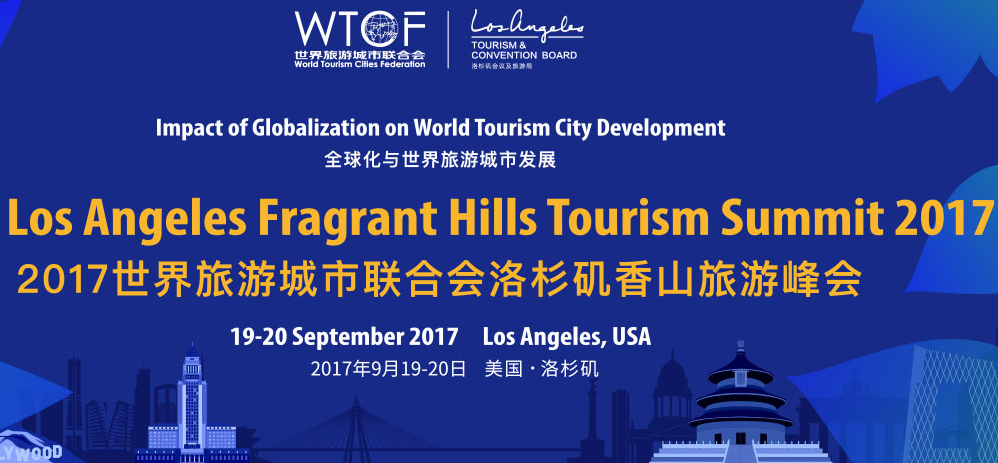 WTCF
世界旅游城市联合会
World Tourism Cities Federation
Los Angeles
TOURISM &
CONVENTION BOARD
洛杉矶会议及旅游局
Impact of Globalization on World Tourism City Development
全球化与世界旅游城市发展
Los Angeles Fragrant Hills Tourism Summit 2017
2017世界旅游城市联合会洛杉矶香山旅游峰会
19-20 September 2017 Los Angeles, USA
2017年9月19-20日 美国·洛杉矶
LYWOOD